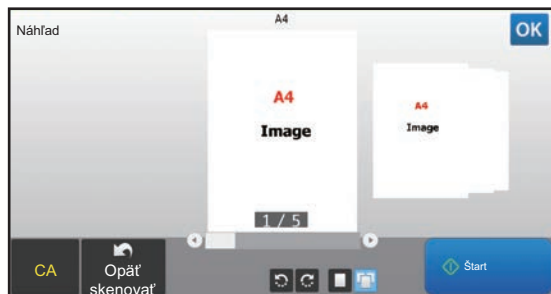 Náhľad
A4
OK
A4
Image
A4
Image
1 / 5
CA
Opäť
skenovať
Štart